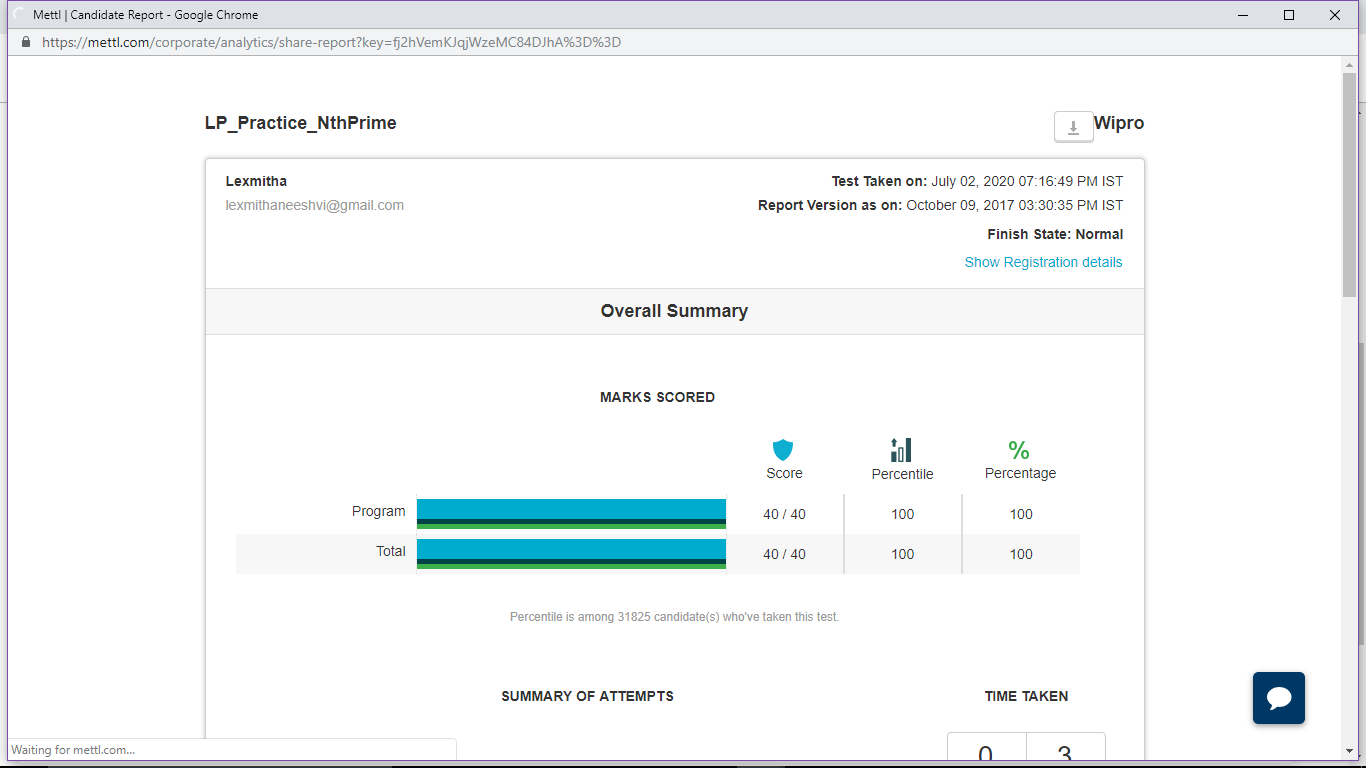 Mettl | Candidate Report - Google Chrome
https://mettl.com/corporate/analytics/share-report?key=fj2hVemKJqjWzeMC84DJhA%3D%3D
LP_Practice_NthPrime
Wipro
Lexmitha
Test Taken on: July 02, 2020 07:16:49 PM IST
lexmithaneeshvi@gmail.com
Report Version as on: October 09, 2017 03:30:35 PM IST
Finish State: Normal
Show Registration details
Overall Summary
MARKS SCORED
%
Score Percentile Percentage
Program 40 / 40 100 100
Total 40 / 40 100 100
Percentile is among 31825 candidate(s) who've taken this test.
SUMMARY OF ATTEMPTS
TIME TAKEN
0 3
Waiting for mettl.com...